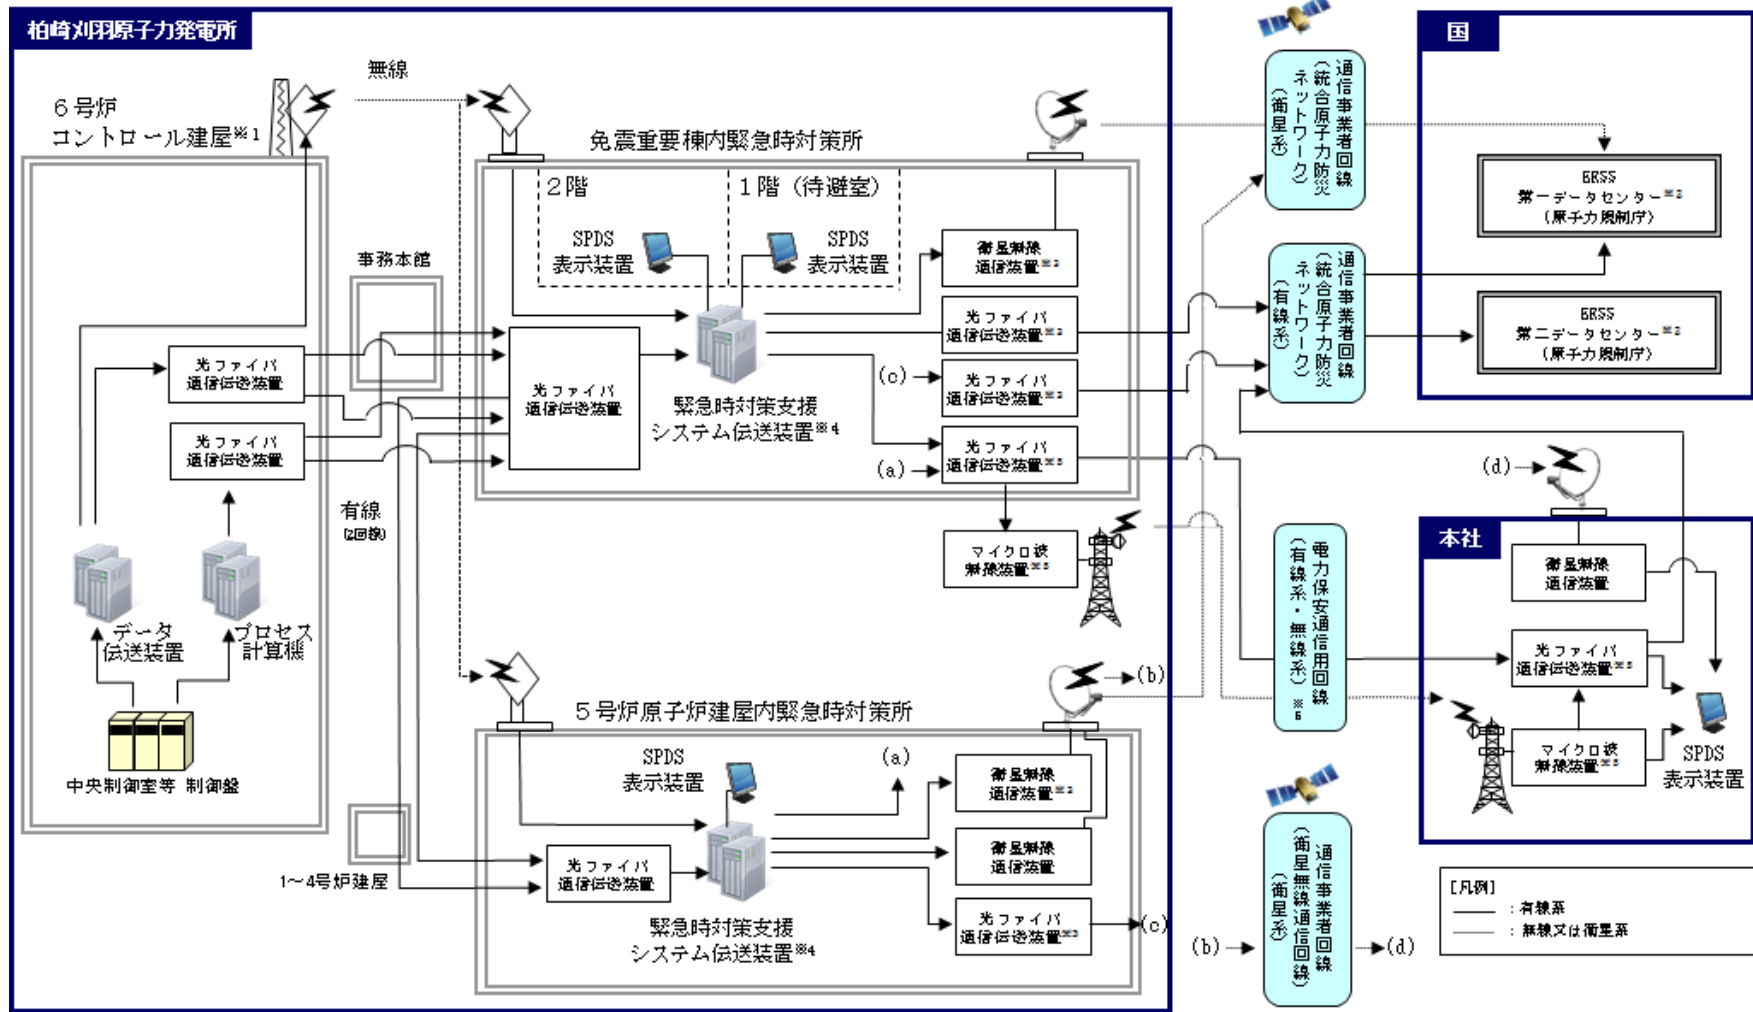 柏崎刈羽原子力発電所
6号炉
コントロール建屋※1
無線
免震重要棟内緊急時対策所
2階
1階（待避室）
SPDS
表示装置
SPDS
表示装置
事務本館
光ファイバ
通信伝送装置
光ファイバ
通信伝送装置
光ファイバ
通信伝送装置
緊急時対策支援
システム伝送装置※4
衛星無線
通信装置※3
光ファイバ
通信伝送装置※3
(c)
光ファイバ
通信伝送装置※3
光ファイバ
通信伝送装置※5
(a)
マイクロ波
無線装置※5
有線
(2回線)
データ
伝送装置
プロセス
計算機
中央制御室等 制御盤
1～4号炉建屋
5号炉原子炉建屋内緊急時対策所
SPDS
表示装置
(a)
(b)
衛星無線
通信装置※3
衛星無線
通信装置
光ファイバ
通信伝送装置※3
(c)
光ファイバ
通信伝送装置
緊急時対策支援
システム伝送装置※4
通信事業者回線
（統合原子力防災
ネットワーク）
（衛星系）
通信事業者回線
（統合原子力防災
ネットワーク）
（有線系）
電力保安通信用回線
（有線系・無線系）※6
通信事業者回線
（衛星無線通信回線）
（衛星系）
(b)
(d)
国
ERSS
第一データセンター※2
（原子力規制庁）
ERSS
第二データセンター※2
（原子力規制庁）
(d)
本社
衛星無線
通信装置
光ファイバ
通信伝送装置※5
マイクロ波
無線装置※5
SPDS
表示装置
[凡例]
：有線系
：無線又は衛星系